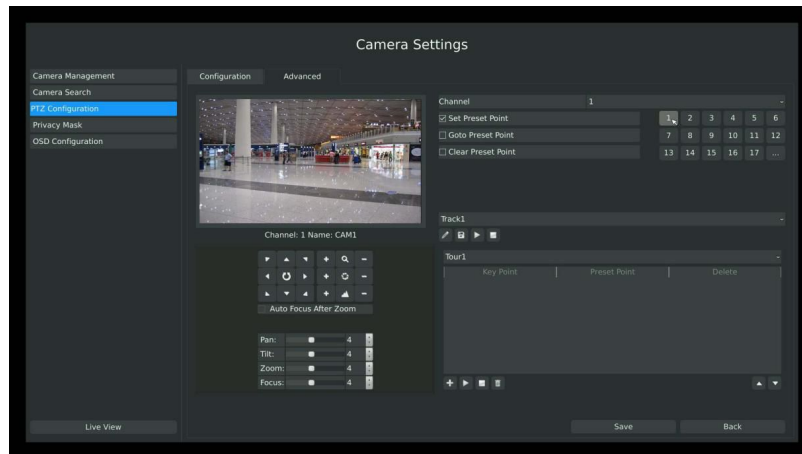 Camera Settings
Camera Management
Camera Search
PTZ Configuration
Privacy Mask
OSD Configuration
Live View
Configuration Advanced
Channel: 1 Name: CAM1
Auto Focus After Zoom
Pan: 4
Tilt: 4
Zoom: 4
Focus: 4
Channel 1
Set Preset Point 1 2 3 4 5 6
Goto Preset Point 7 8 9 10 11 12
Clear Preset Point 13 14 15 16 17 ...
Track1
Tour1
Key Point Preset Point Delete
Save Back